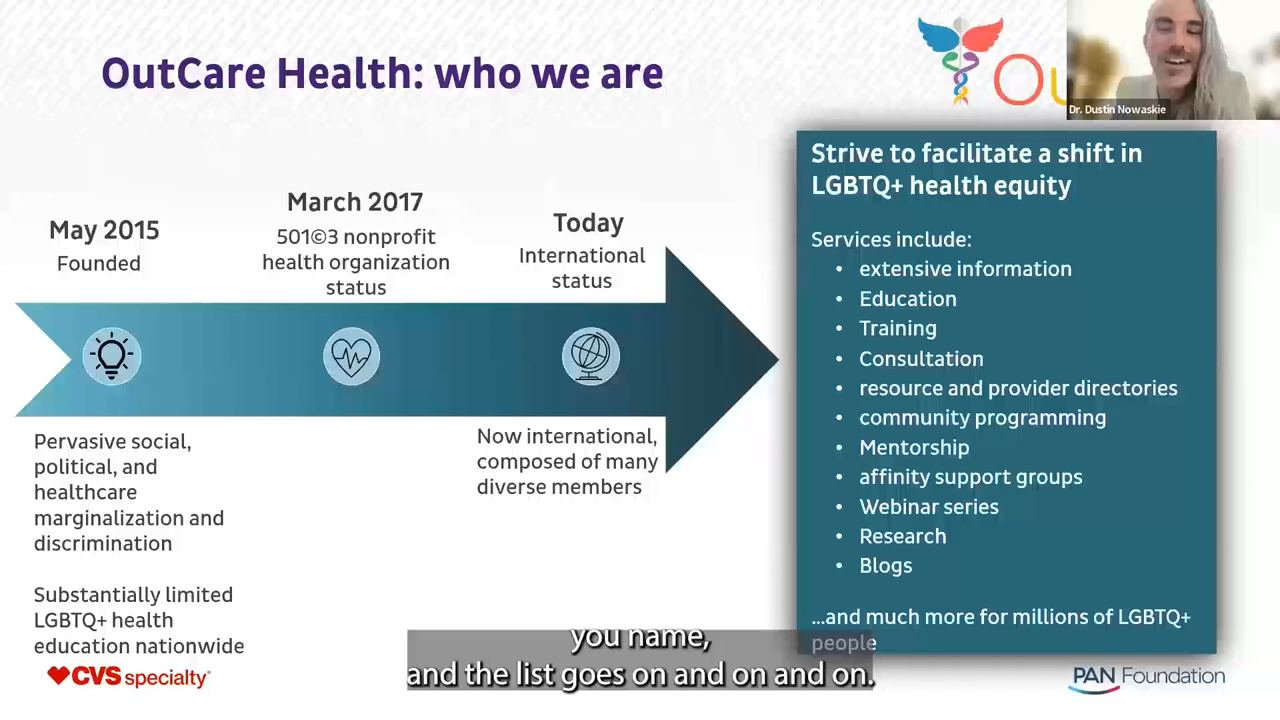 OutCare Health: who we are
Ou
Dr. Dustin Nowaskie
May 2015
Founded
March 2017
501©3 nonprofit
health organization
status
Today
International
status
Pervasive social,
political, and
healthcare
marginalization and
discrimination
Substantially limited
LGBTQ+ health
education nationwide
Now international,
composed of many
diverse members
Strive to facilitate a shift in
LGBTQ+ health equity
Services include:
• extensive information
• Education
• Training
• Consultation
• resource and provider directories
• community programming
• Mentorship
• affinity support groups
• Webinar series
• Research
• Blogs
...and much more for millions of LGBTQ+
people
you name,
and the list goes on and on and on.
CVS specialty®
PAN Foundation